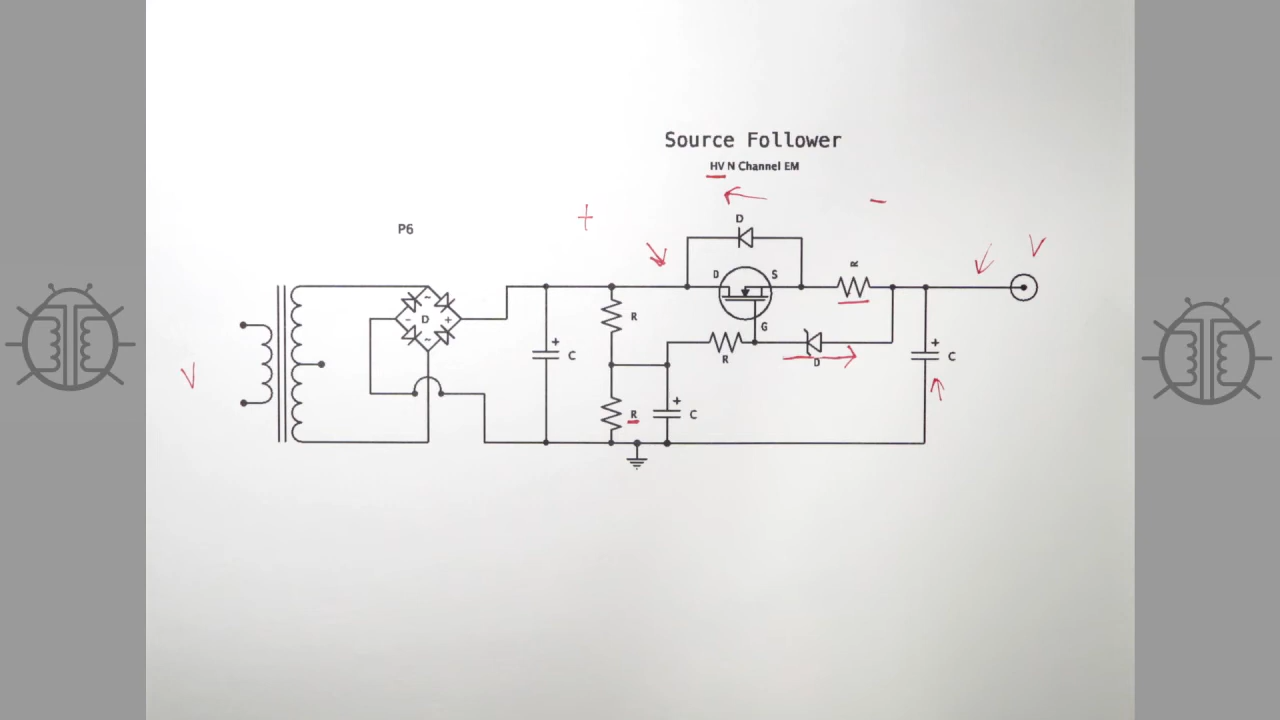 Source Follower
HV N Channel EM
P6
+
-
V
V
D
D
S
G
R
R
R
R
R
D
D
+ C
+ C
+ C
~
- +
~